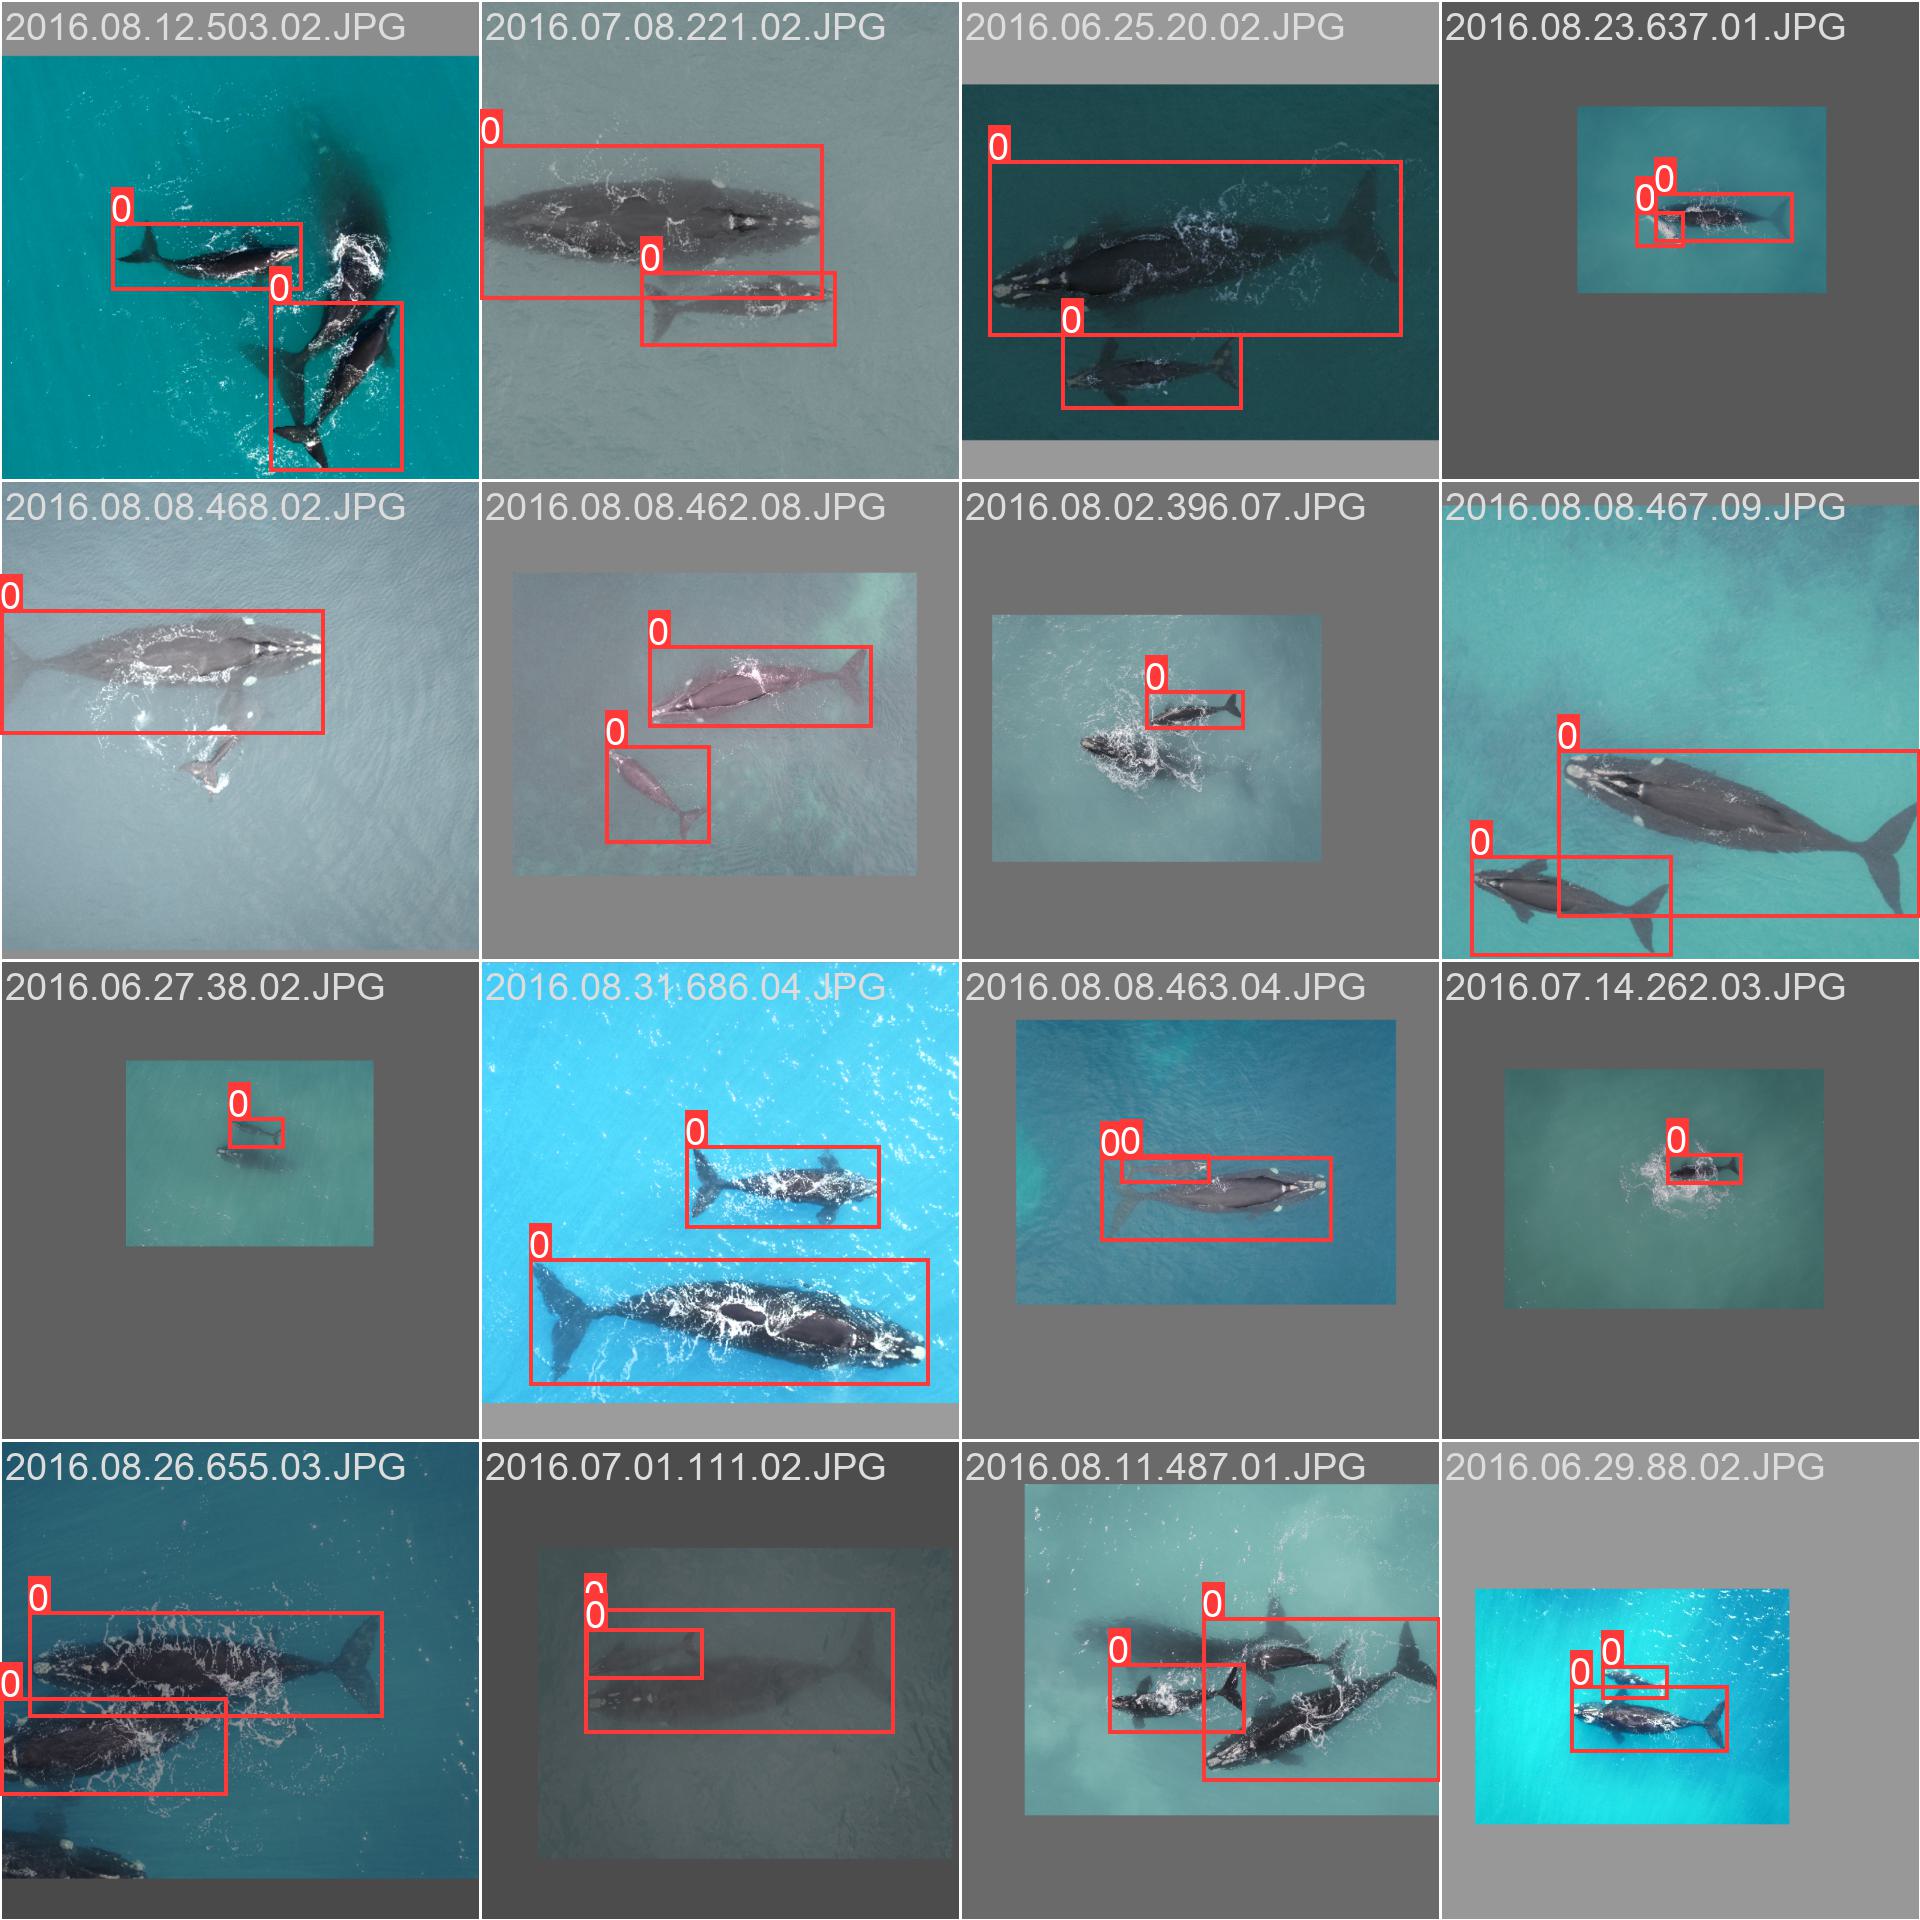 2016.08.12.503.02.JPG
2016.07.08.221.02.JPG
2016.06.25.20.02.JPG
2016.08.23.637.01.JPG
0
0
0
0
0
0
0
0
2016.08.08.468.02.JPG
2016.08.08.462.08.JPG
2016.08.02.396.07.JPG
2016.08.08.467.09.JPG
0
0
0
0
0
0
2016.06.27.38.02.JPG
2016.08.31.686.04.JPG
2016.08.08.463.04.JPG
2016.07.14.262.03.JPG
0
0
0
00
0
2016.08.26.655.03.JPG
2016.07.01.111.02.JPG
2016.08.11.487.01.JPG
2016.06.29.88.02.JPG
0
0
0
0
0
0
0
0